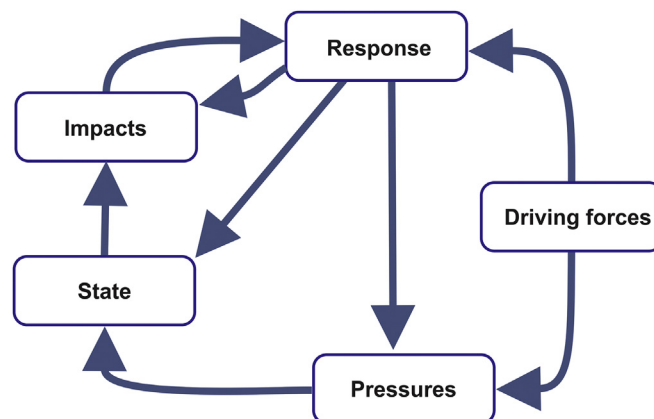 Response
Impacts
Driving forces
State
Pressures